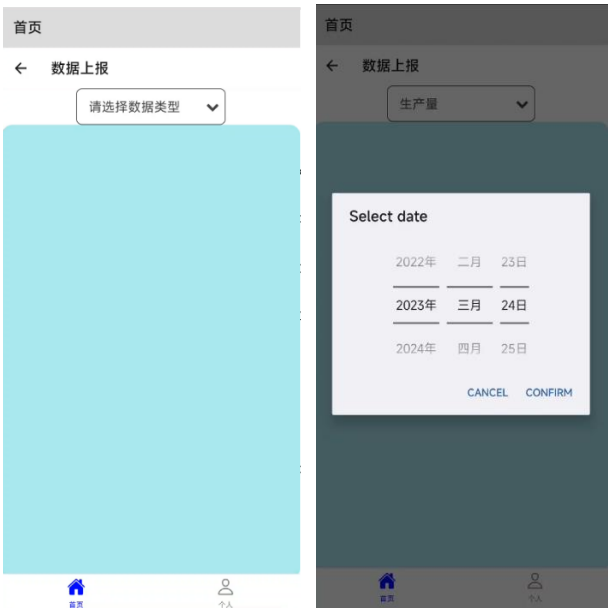 首页
数据上报
请选择数据类型
首页
个人
首页
数据上报
生产量
Select date
2022年 二月 23日
2023年 三月 24日
2024年 四月 25日
CANCEL CONFIRM
首页
个人